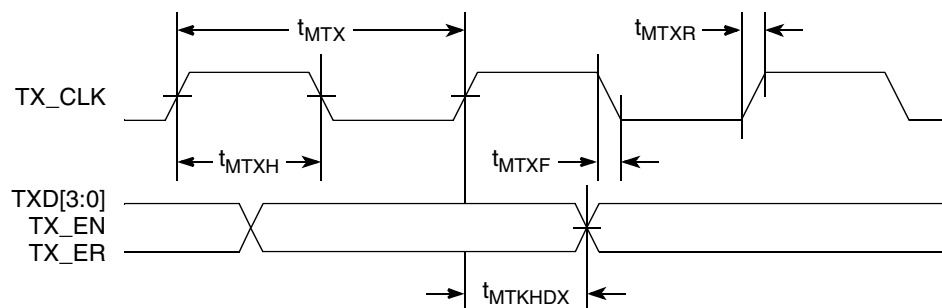 tMTX
tMTXR
TX_CLK
tMTXH
tMTXF
TXD[3:0]
TX_EN
TX_ER
tMTKHDX